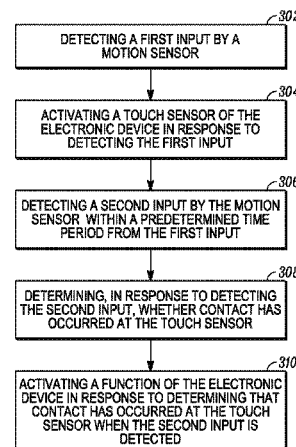 302
DETECTING A FIRST INPUT BY A
MOTION SENSOR
304
ACTIVATING A TOUCH SENSOR OF THE
ELECTRONIC DEVICE IN RESPONSE TO
DETECTING THE FIRST INPUT
306
DETECTING A SECOND INPUT BY THE MOTION
SENSOR WITHIN A PREDETERMINED TIME
PERIOD FROM THE FIRST INPUT
308
DETERMINING, IN RESPONSE TO DETECTING
THE SECOND INPUT, WHETHER CONTACT HAS
OCCURRED AT THE TOUCH SENSOR
310
ACTIVATING A FUNCTION OF THE ELECTRONIC
DEVICE IN RESPONSE TO DETERMINING THAT
CONTACT HAS OCCURRED AT THE TOUCH
SENSOR WHEN THE SECOND INPUT IS
DETECTED